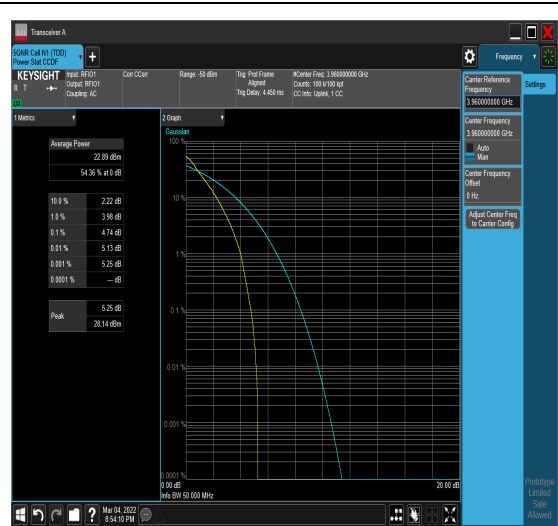 Transceiver A
5GNR Cell N1 (TDD)
Power Stat CCDF
Frequency
KEYSIGHT
R T
LXI
Input: RFIO1
Output: RFIO1
Coupling: AC
Corr CCorr
Range: -50 dBm
Trig: Prot Frame
Aligned
Trig Delay: 4.450 ms
#Center Freq: 3.960000000 GHz
Counts: 100 k/100 kpt
CC Info: Uplink, 1 CC
1 Metrics
Average Power
22.89 dBm
54.36 % at 0 dB
10.0 % 2.22 dB
1.0 % 3.98 dB
0.1 % 4.74 dB
0.01 % 5.13 dB
0.001 % 5.25 dB
0.0001 % --- dB
Peak
5.25 dB
28.14 dBm
2 Graph
Gaussian
100 %
10 %
1 %
0.1 %
0.01 %
0.001 %
0.0001 %
0.00 dB
20.00 dB
Info BW 50.000 MHz
Carrier Reference
Frequency
3.960000000 GHz
Center Frequency
3.960000000 GHz
Auto
Man
Center Frequency
Offset
0 Hz
Adjust Center Freq
to Carrier Config
Settings
Prototype
Limited
Sale
Allowed
Mar 04, 2022
8:54:10 PM